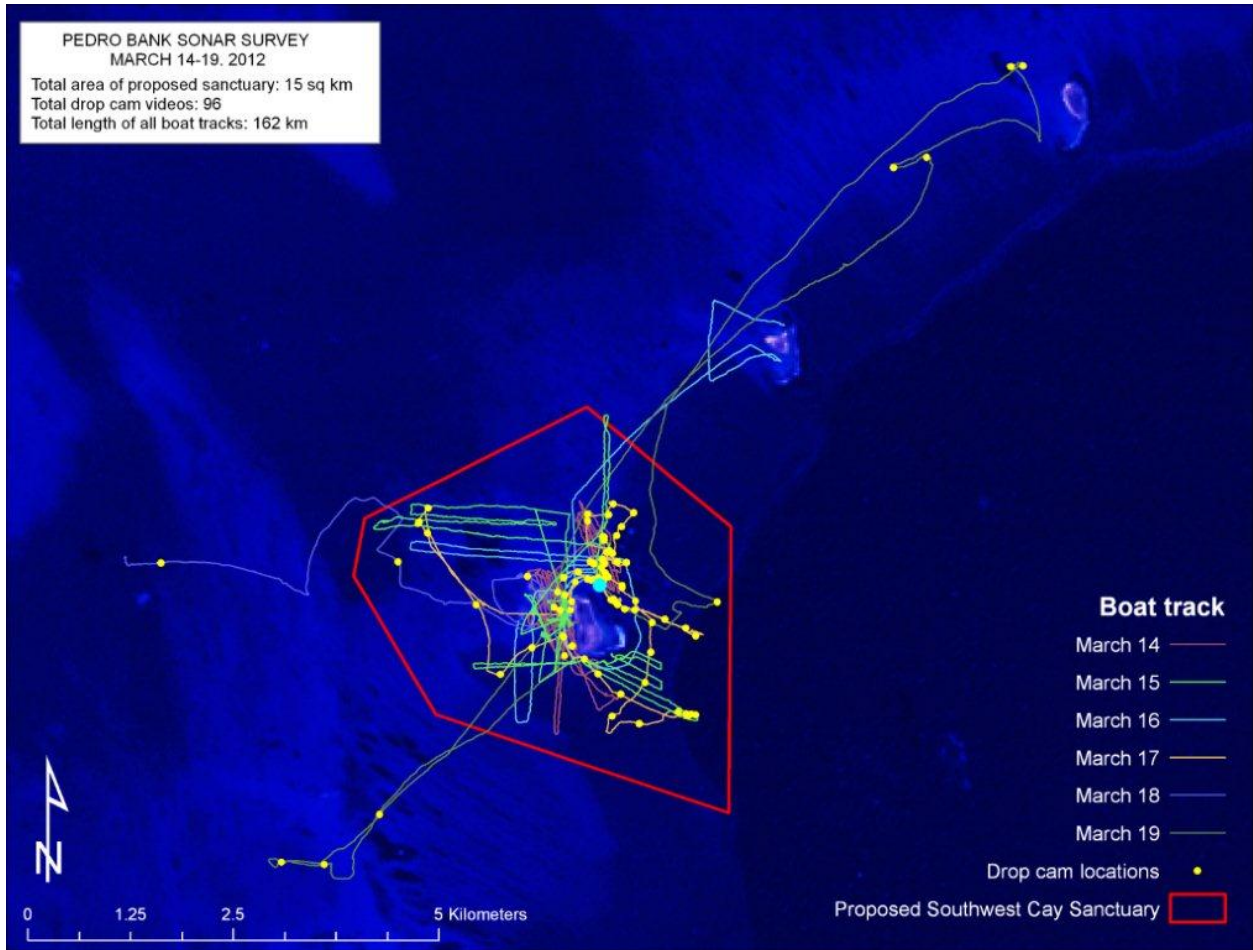 PEDRO BANK SONAR SURVEY
MARCH 14-19. 2012
Total area of proposed sanctuary: 15 sq km
Total drop cam videos: 96
Total length of all boat tracks: 162 km
Boat track
March 14
March 15
March 16
March 17
March 18
March 19
Drop cam locations
Proposed Southwest Cay Sanctuary
N
0 1.25 2.5 5 Kilometers